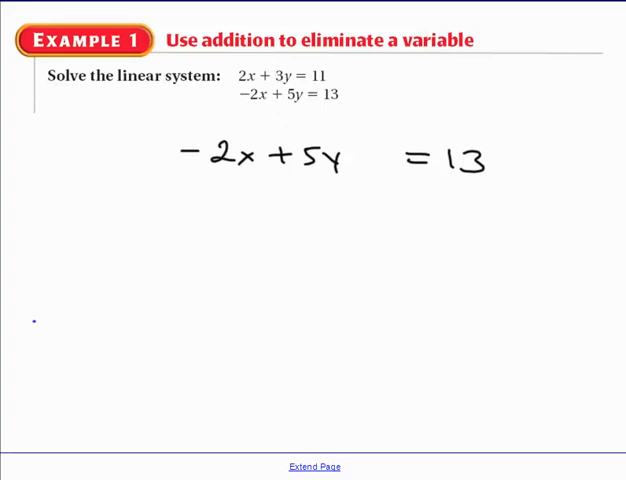 EXAMPLE 1 Use addition to eliminate a variable
Solve the linear system: 2x + 3y = 11
−2x + 5y = 13
- 2x + 5y = 13
Extend Page